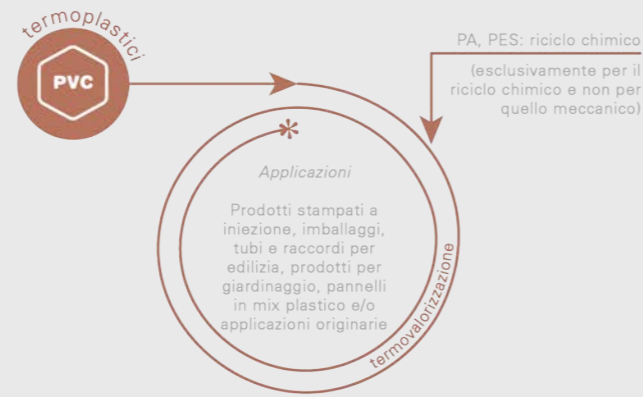 termoplastici
PVC
PA, PES: riciclo chimico
(esclusivamente per il
riciclo chimico e non per
quello meccanico)
*
Applicazioni
Prodotti stampati a
iniezione, imballaggi,
tubi e raccordi per
edilizia, prodotti per
giardinaggio, pannelli
in mix plastico e/o
applicazioni originarie
termovalorizzazione